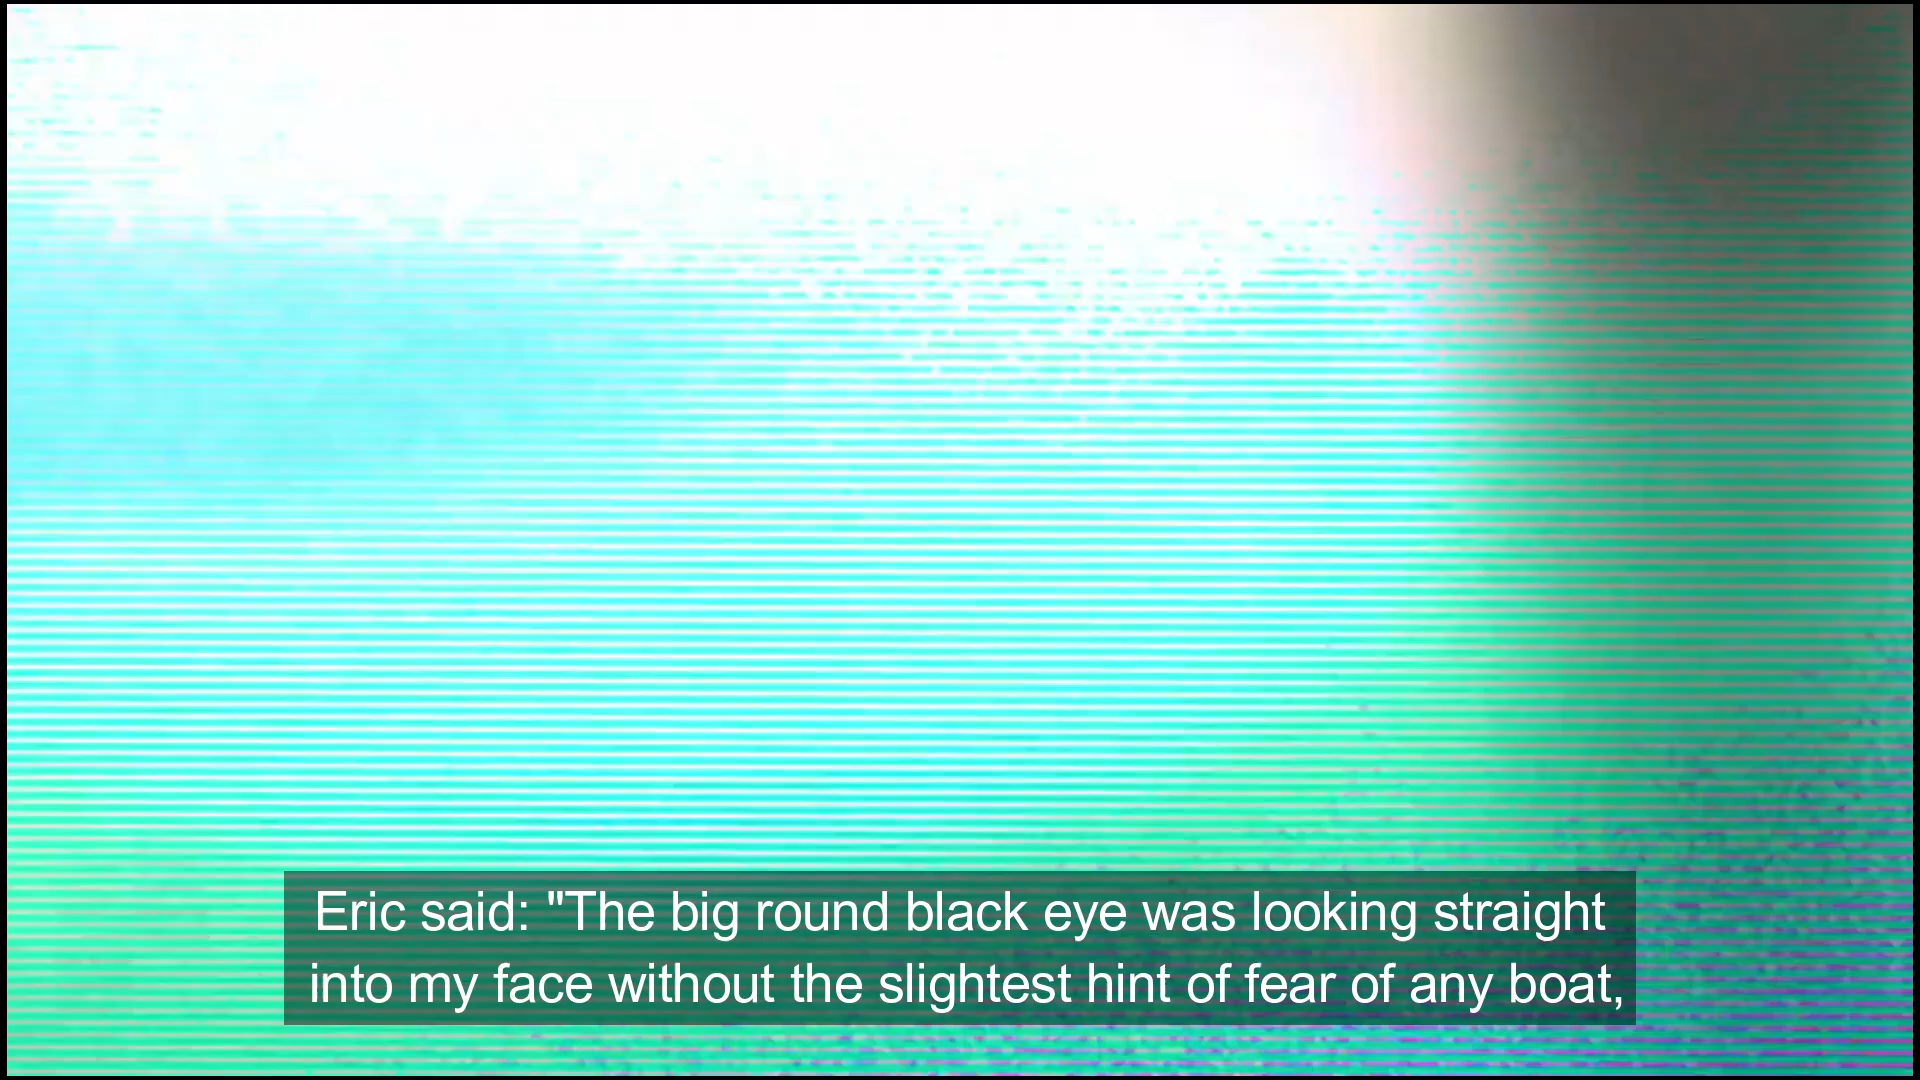 Eric said: "The big round black eye was looking straight
into my face without the slightest hint of fear of any boat,